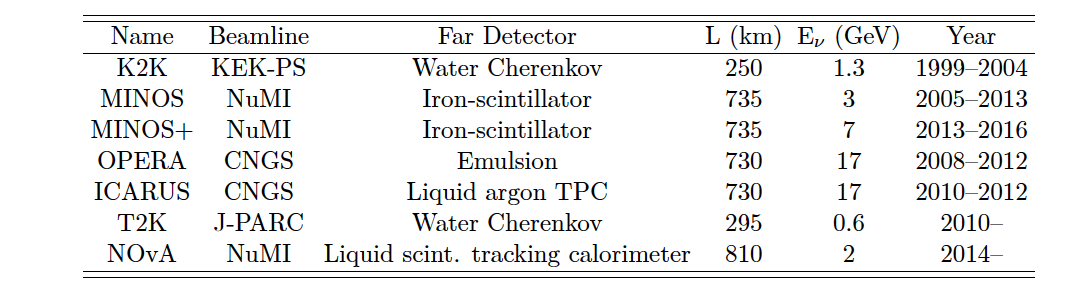 Name Beamline Far Detector L (km) Eν (GeV) Year
K2K KEK-PS Water Cherenkov 250 1.3 1999–2004
MINOS NuMI Iron-scintillator 735 3 2005–2013
MINOS+ NuMI Iron-scintillator 735 7 2013–2016
OPERA CNGS Emulsion 730 17 2008–2012
ICARUS CNGS Liquid argon TPC 730 17 2010–2012
T2K J-PARC Water Cherenkov 295 0.6 2010–
NOvA NuMI Liquid scint. tracking calorimeter 810 2 2014–